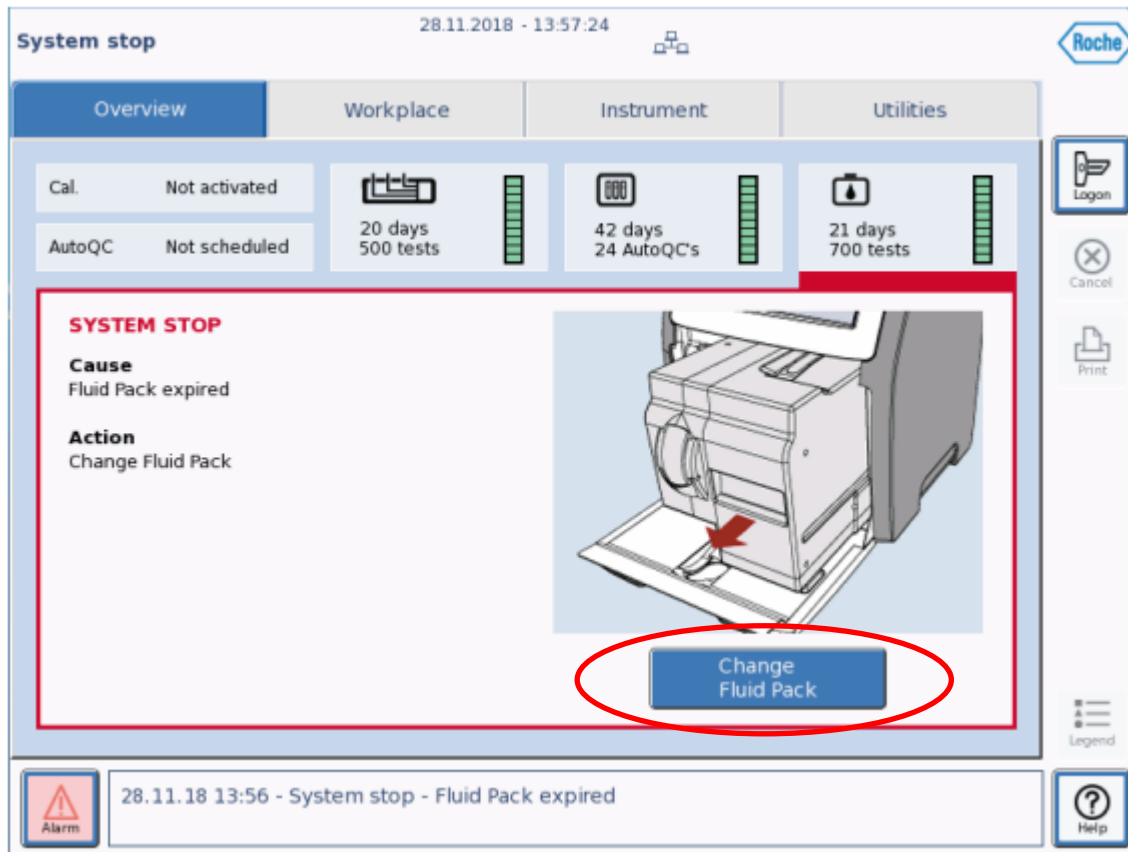 System stop
28.11.2018 - 13:57:24
Roche
Overview
Workplace
Instrument
Utilities
Cal. Not activated
AutoQC Not scheduled
20 days
500 tests
42 days
24 AutoQC's
21 days
700 tests
Logon
Cancel
Print
SYSTEM STOP
Cause
Fluid Pack expired
Action
Change Fluid Pack
Change
Fluid Pack
Legend
Alarm
28.11.18 13:56 - System stop - Fluid Pack expired
Help